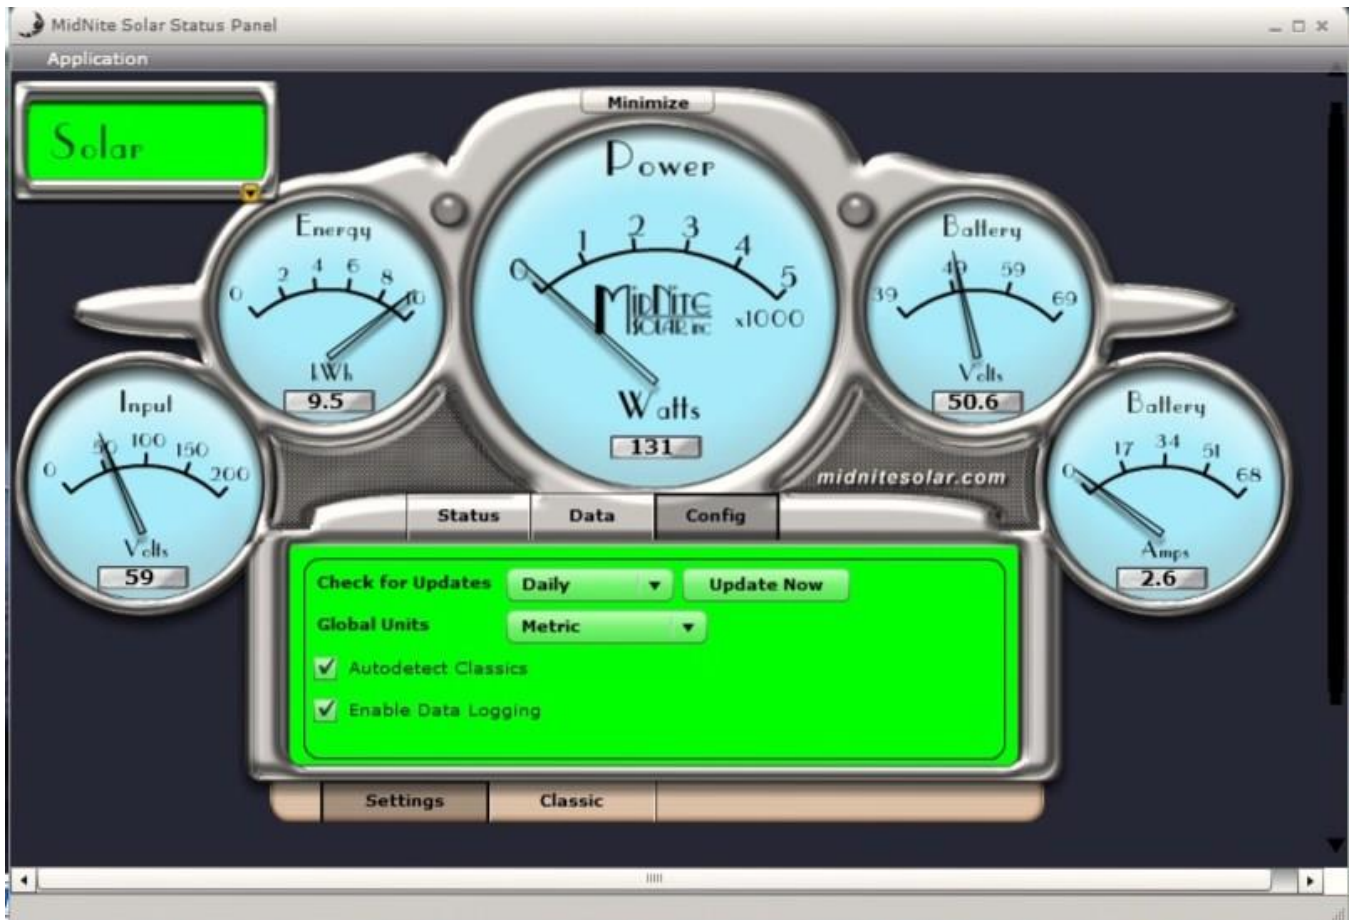 MidNite Solar Status Panel
Application
Solar
Minimize
Power
0 1 2 3 4 5
x1000
MidNite
SOLAR, INC
Watts
131
Energy
0 2 4 6 8 10
kWh
9.5
Battery
39 49 59 69
Volts
50.6
Input
0 50 100 150 200
Volts
59
Battery
0 17 34 51 68
Amps
2.6
midnitesolar.com
Status Data Config
Check for Updates Daily Update Now
Global Units Metric
Autodetect Classics
Enable Data Logging
Settings Classic